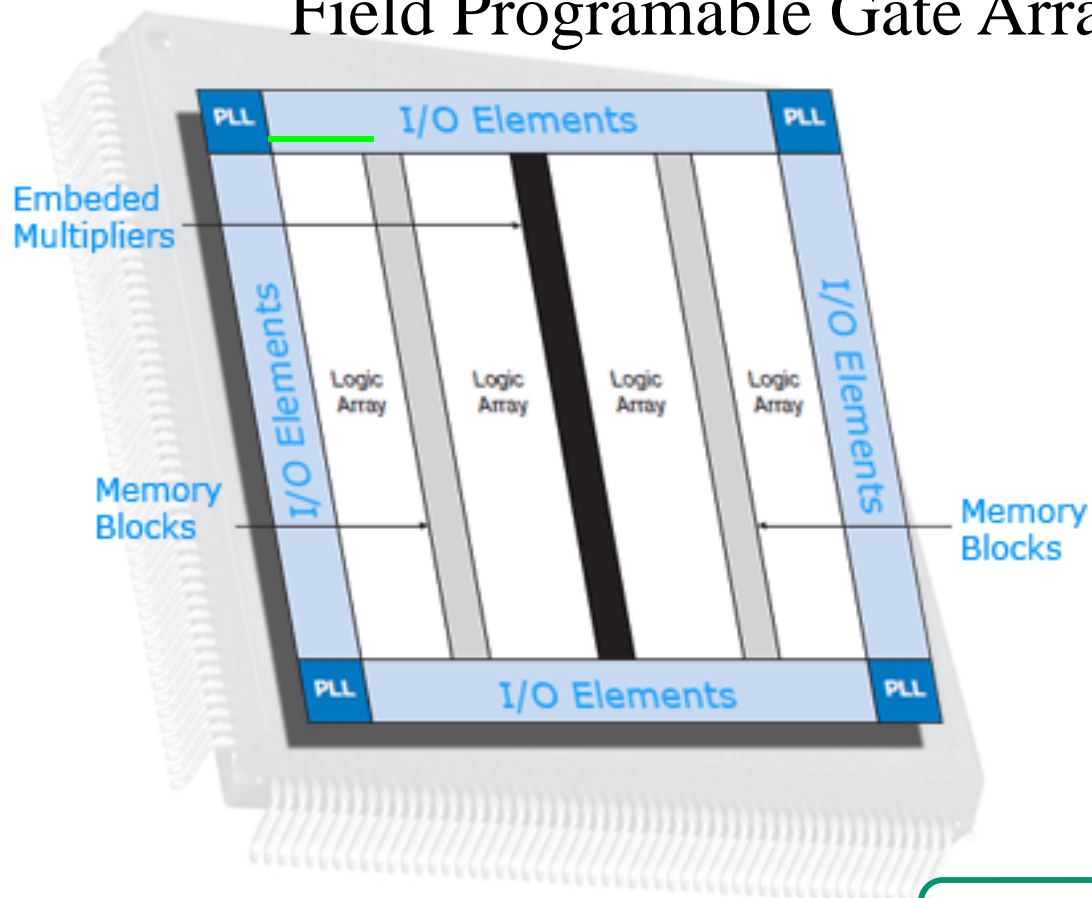 Field Programable Gate Arra
PLL
I/O Elements
PLL
Embeded
Multipliers
I/O Elements
I/O Elements
Logic
Array
Logic
Array
Logic
Array
Logic
Array
Memory
Blocks
Memory
Blocks
PLL
I/O Elements
PLL